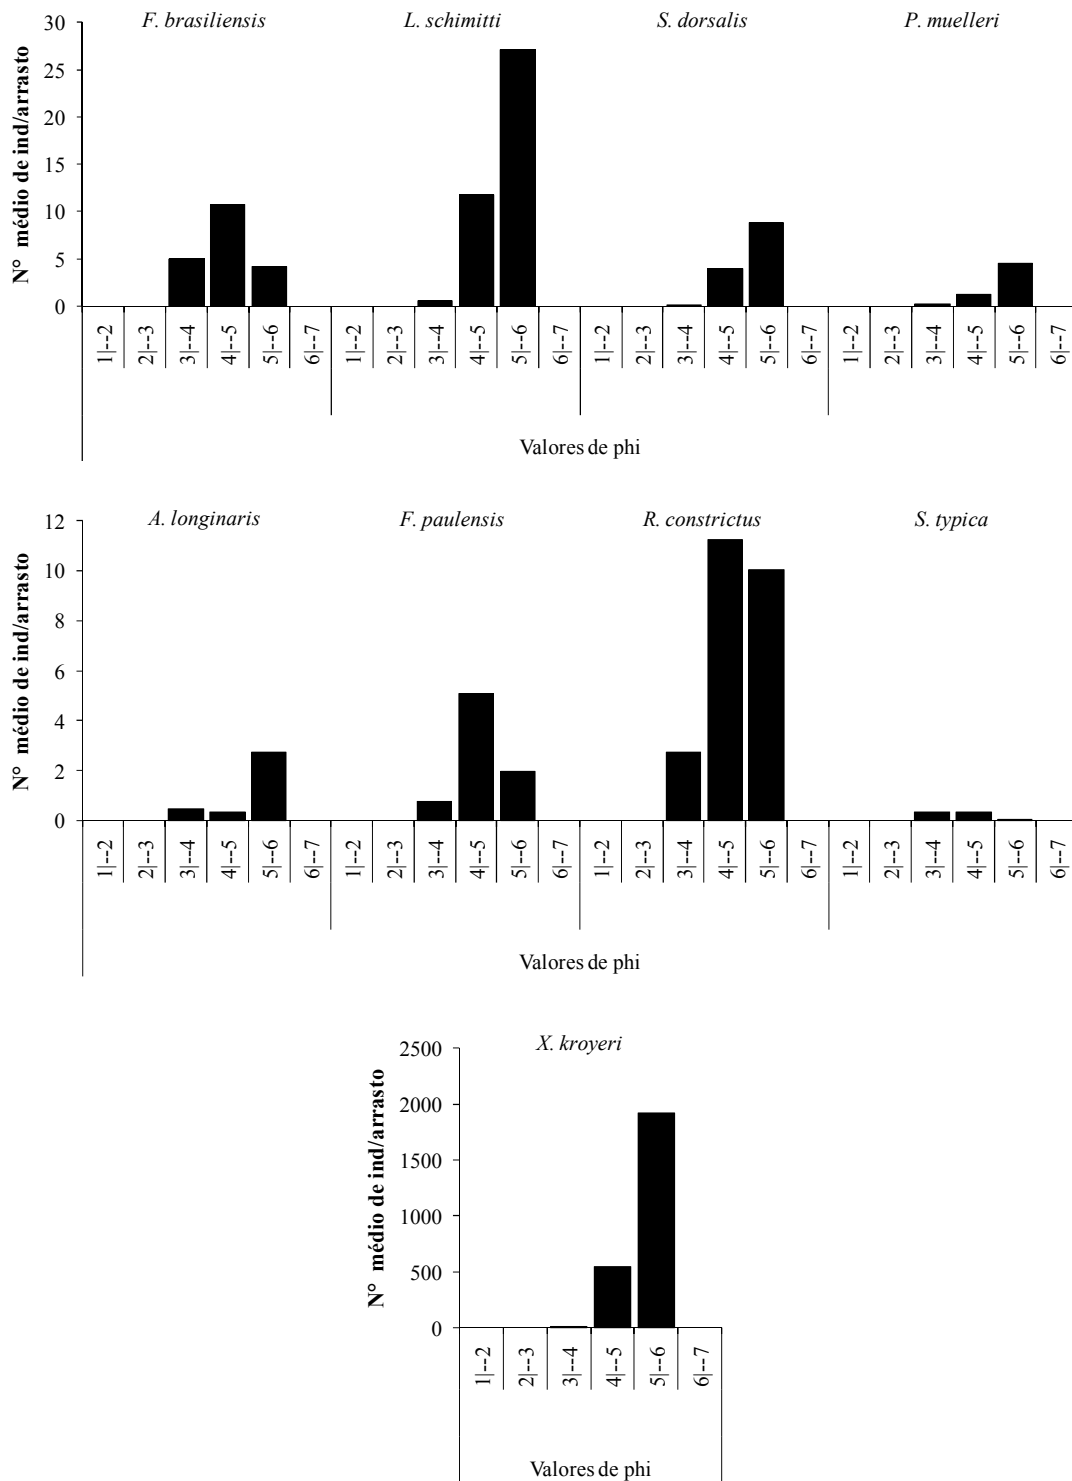 F. brasiliensis L. schimitti S. dorsalis P. muelleri
N° médio de ind/arrasto
30
25
20
15
10
5
0
1|--2 2|--3 3|--4 4|--5 5|--6 6|--7 1|--2 2|--3 3|--4 4|--5 5|--6 6|--7 1|--2 2|--3 3|--4 4|--5 5|--6 6|--7 1|--2 2|--3 3|--4 4|--5 5|--6 6|--7
Valores de phi
A. longinaris F. paulensis R. constrictus S. typica
N° médio de ind/arrasto
12
10
8
6
4
2
0
1|--2 2|--3 3|--4 4|--5 5|--6 6|--7 1|--2 2|--3 3|--4 4|--5 5|--6 6|--7 1|--2 2|--3 3|--4 4|--5 5|--6 6|--7 1|--2 2|--3 3|--4 4|--5 5|--6 6|--7
Valores de phi
X. kroyeri
N° médio de ind/arrasto
2500
2000
1500
1000
500
0
1|--2 2|--3 3|--4 4|--5 5|--6 6|--7
Valores de phi